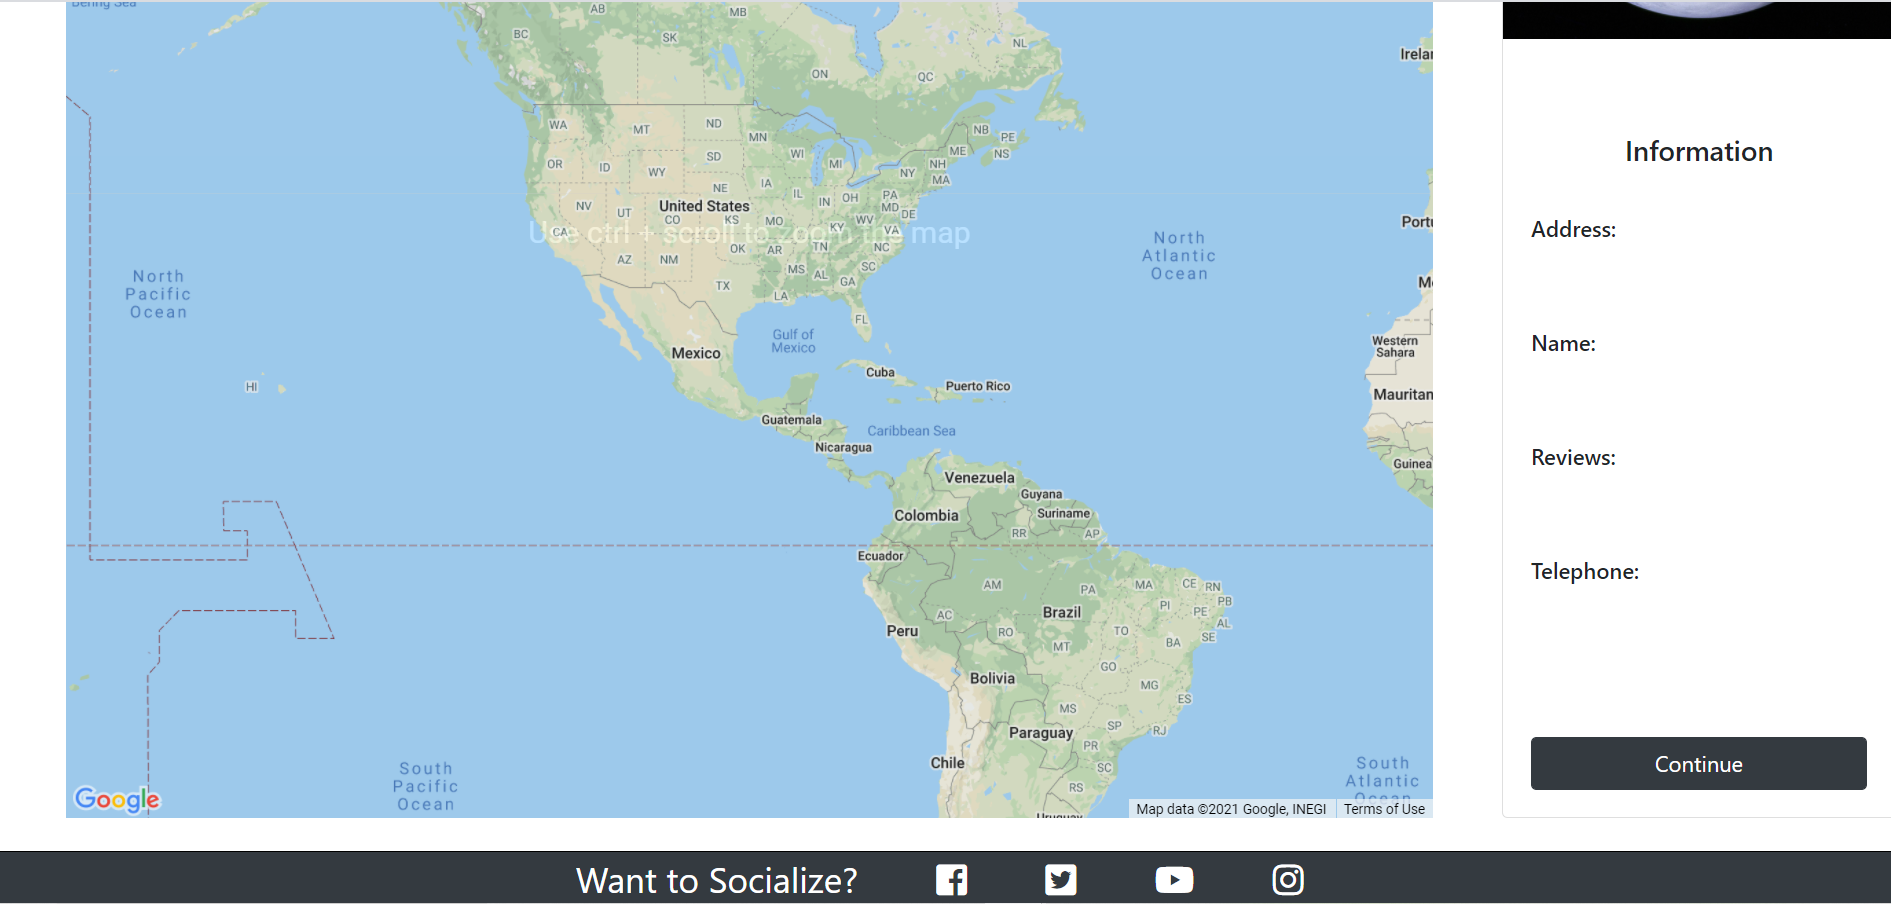 Bering Sea
AB
MB
BC
SK
NL
ON
QC
Irelan
WA
MT
ND
MN
NB
PE
OR
ID
WY
SD
WI
MI
ME
NS
NH
NY
MA
NE
IA
IL
IN
OH
PA
NV
UT
United States
CO
KS
MO
KY
WV
MD
DE
VA
CA
Use ctrl + scroll to zoom the map
OK
AR
TN
NC
AZ
NM
MS
AL
SC
GA
TX
LA
FL
North
Pacific
Ocean
North
Atlantic
Ocean
Portu
Gulf of
Mexico
Mexico
Western
Sahara
HI
Cuba
Puerto Rico
Mauritan
Guatemala
Caribbean Sea
Nicaragua
Guinea
Venezuela
Guyana
Colombia
Suriname
RR
AP
Ecuador
AM
PA
MA
CE
RN
PB
PI
PE
AL
AC
Brazil
Peru
RO
TO
BA
SE
MT
GO
Bolivia
MG
ES
MS
SP
RJ
Paraguay
PR
SC
Chile
RS
Uruguay
South
Pacific
Ocean
South
Atlantic
Ocean
Google
Map data ©2021 Google, INEGI
Terms of Use
Information
Address:
Name:
Reviews:
Telephone:
Continue
Want to Socialize?